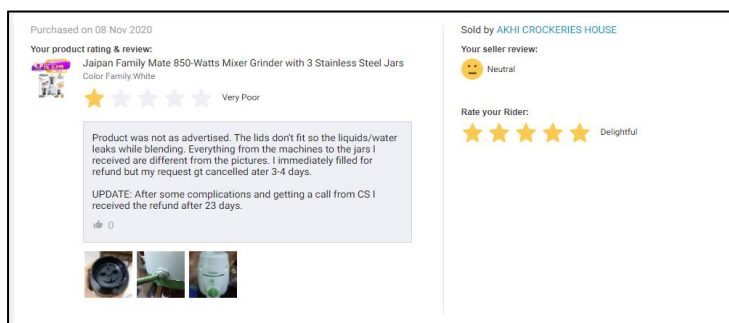 Purchased on 08 Nov 2020
Your product rating & review:
Jaipan Family Mate 850-Watts Mixer Grinder with 3 Stainless Steel Jars
Color Family:White
Very Poor
Product was not as advertised. The lids don't fit so the liquids/water
leaks while blending. Everything from the machines to the jars I
received are different from the pictures. I immediately filled for
refund but my request gt cancelled ater 3-4 days.
UPDATE: After some complications and getting a call from CS I
received the refund after 23 days.
0
Sold by AKHI CROCKERIES HOUSE
Your seller review:
Neutral
Rate your Rider:
Delightful